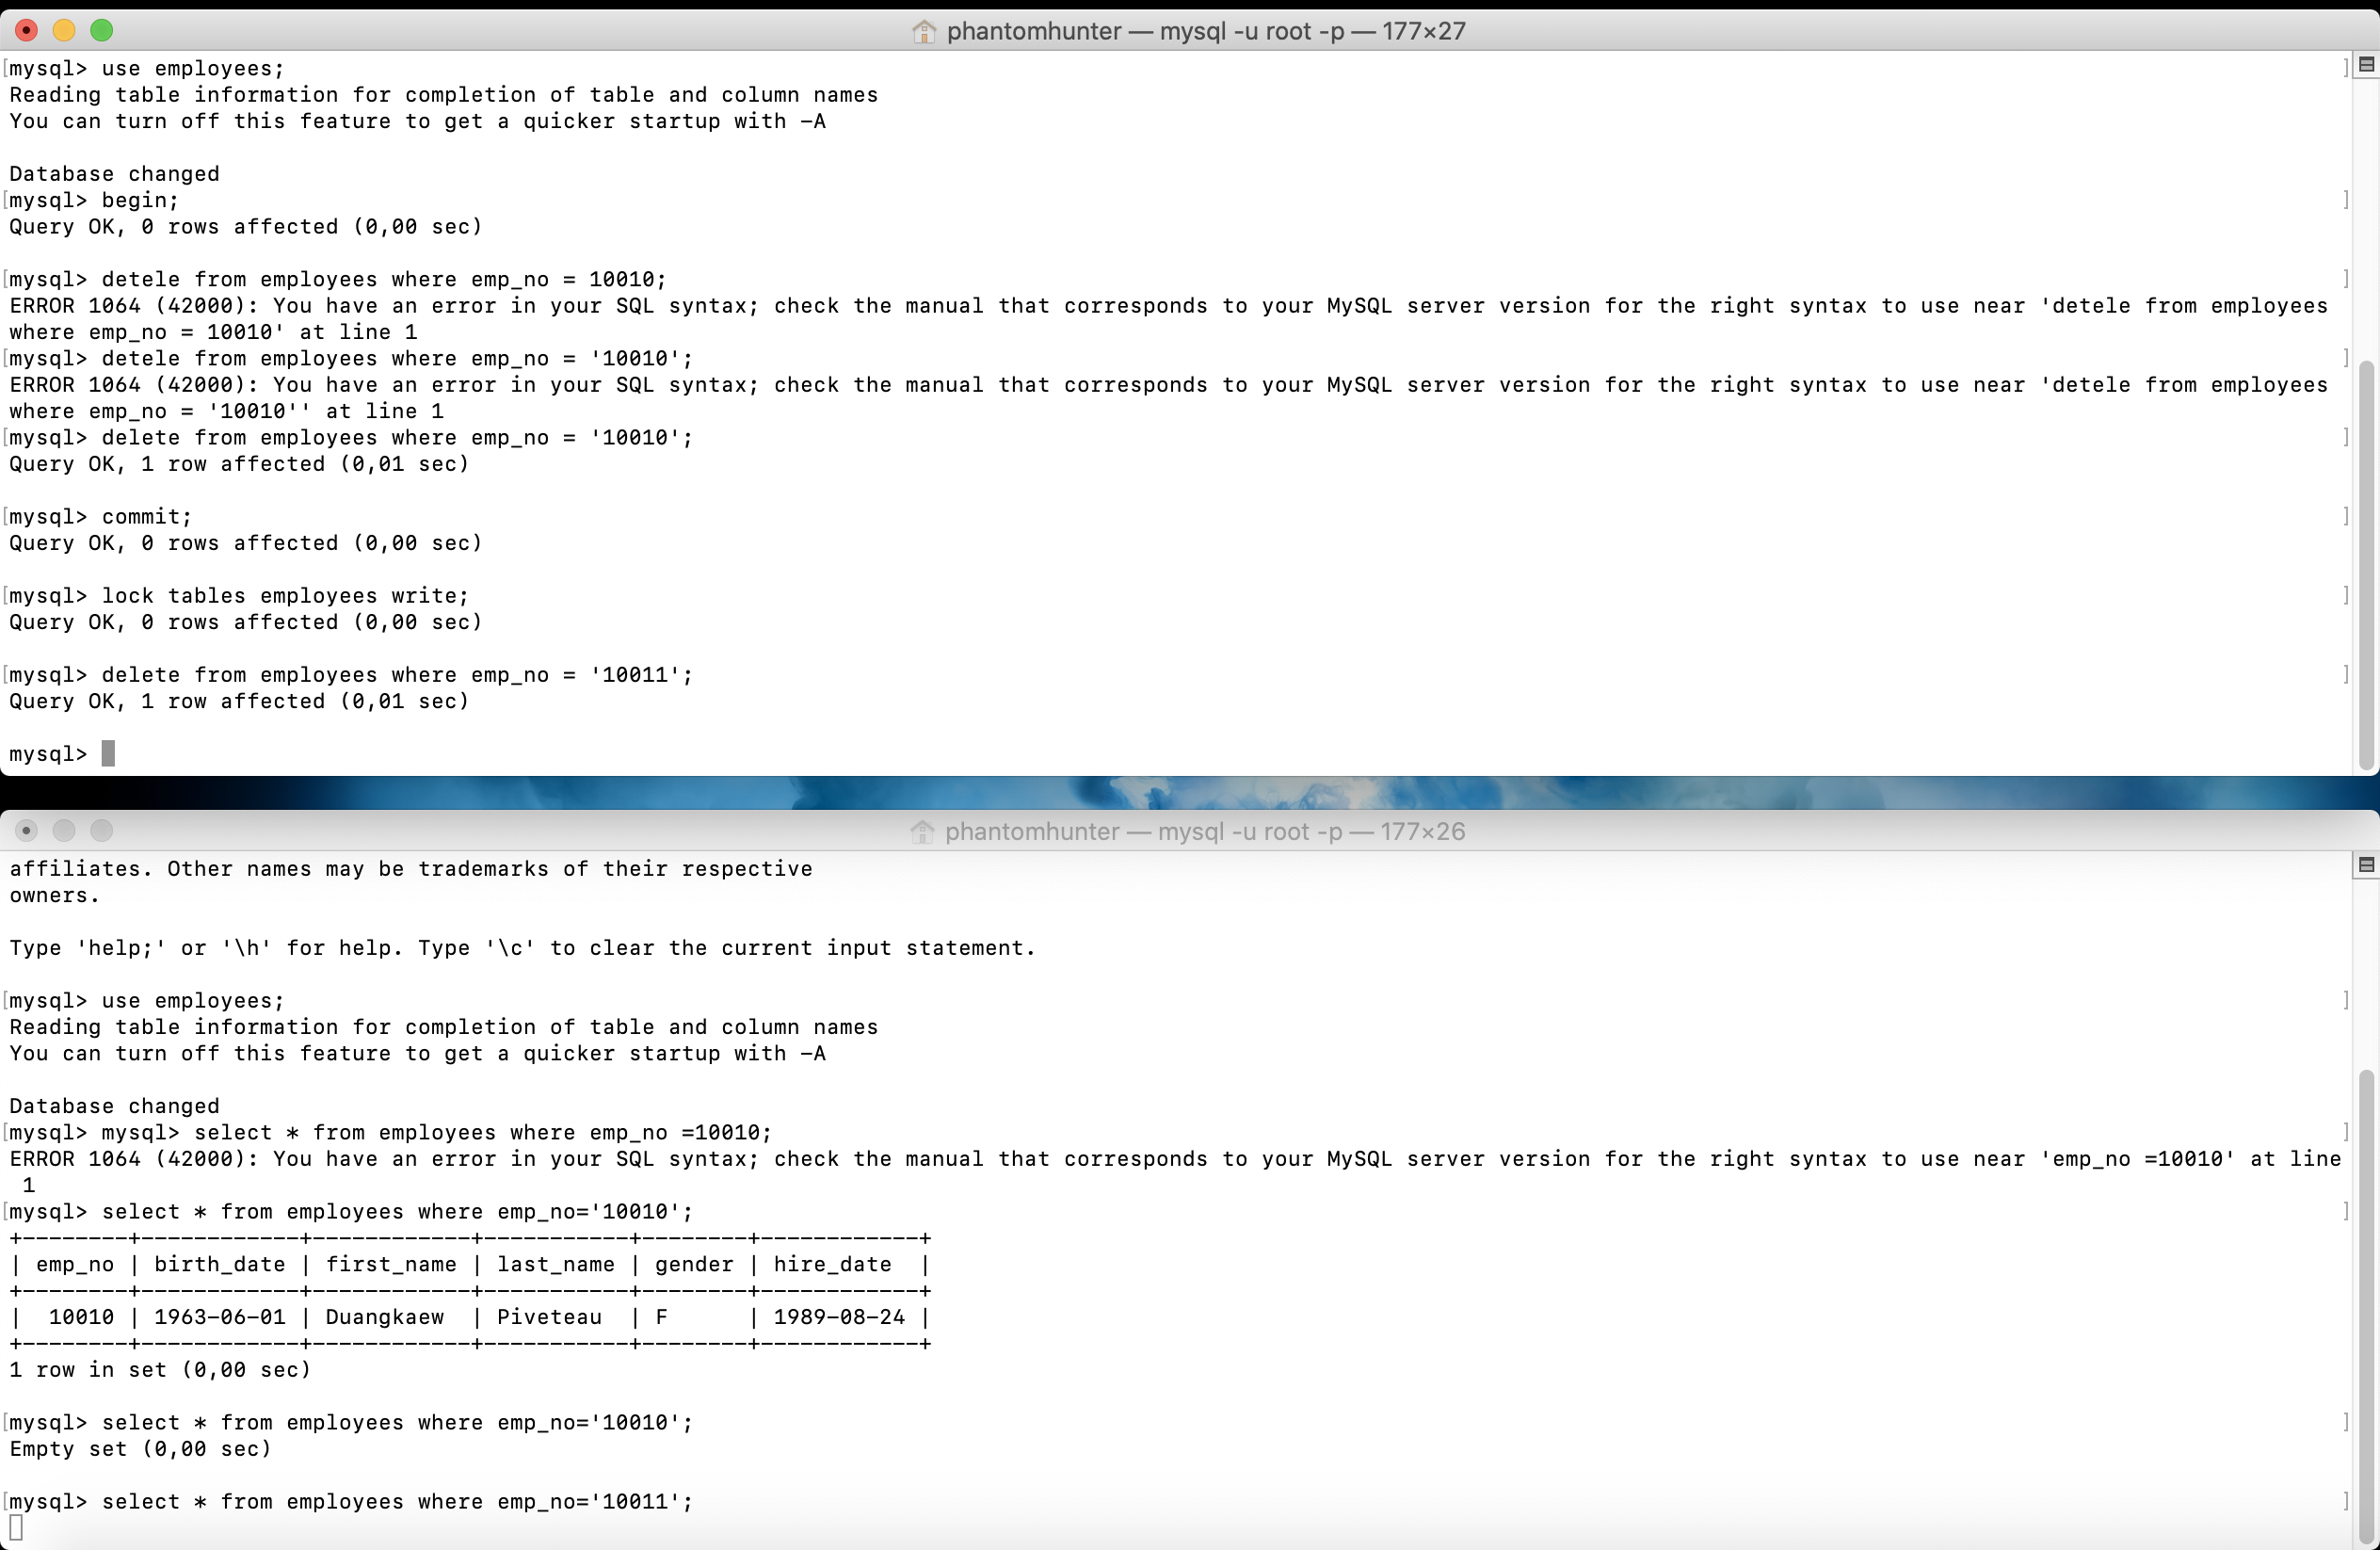 phantomhunter — mysql -u root -p — 177×27
mysql> use employees;
Reading table information for completion of table and column names
You can turn off this feature to get a quicker startup with -A
Database changed
mysql> begin;
Query OK, 0 rows affected (0,00 sec)
mysql> detele from employees where emp_no = 10010;
ERROR 1064 (42000): You have an error in your SQL syntax; check the manual that corresponds to your MySQL server version for the right syntax to use near 'detele from employees
where emp_no = 10010' at line 1
mysql> detele from employees where emp_no = '10010';
ERROR 1064 (42000): You have an error in your SQL syntax; check the manual that corresponds to your MySQL server version for the right syntax to use near 'detele from employees
where emp_no = '10010'' at line 1
mysql> delete from employees where emp_no = '10010';
Query OK, 1 row affected (0,01 sec)
mysql> commit;
Query OK, 0 rows affected (0,00 sec)
mysql> lock tables employees write;
Query OK, 0 rows affected (0,00 sec)
mysql> delete from employees where emp_no = '10011';
Query OK, 1 row affected (0,01 sec)
mysql>
phantomhunter — mysql -u root -p — 177×26
affiliates. Other names may be trademarks of their respective
owners.
Type 'help;' or '\h' for help. Type '\c' to clear the current input statement.
mysql> use employees;
Reading table information for completion of table and column names
You can turn off this feature to get a quicker startup with -A
Database changed
mysql> mysql> select * from employees where emp_no =10010;
ERROR 1064 (42000): You have an error in your SQL syntax; check the manual that corresponds to your MySQL server version for the right syntax to use near 'emp_no =10010' at line
1
mysql> select * from employees where emp_no='10010';
+--------+------------+------------+-----------+--------+------------+
| emp_no | birth_date | first_name | last_name | gender | hire_date  |
+--------+------------+------------+-----------+--------+------------+
|  10010 | 1963-06-01 | Duangkaew  | Piveteau  | F      | 1989-08-24 |
+--------+------------+------------+-----------+--------+------------+
1 row in set (0,00 sec)
mysql> select * from employees where emp_no='10010';
Empty set (0,00 sec)
mysql> select * from employees where emp_no='10011';